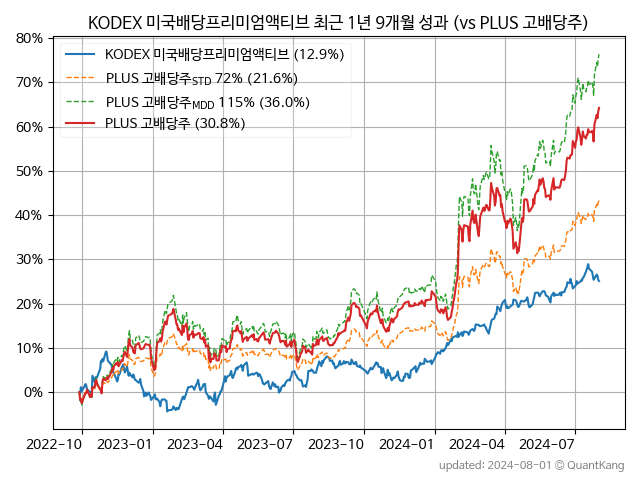 KODEX 미국배당프리미엄액티브 최근 1년 9개월 성과 (vs PLUS 고배당주)
80%
70%
60%
50%
40%
30%
20%
10%
0%
KODEX 미국배당프리미엄액티브 (12.9%)
PLUS 고배당주STD 72% (21.6%)
PLUS 고배당주MDD 115% (36.0%)
PLUS 고배당주 (30.8%)
2022-10 2023-01 2023-04 2023-07 2023-10 2024-01 2024-04 2024-07
updated: 2024-08-01 © QuantKang